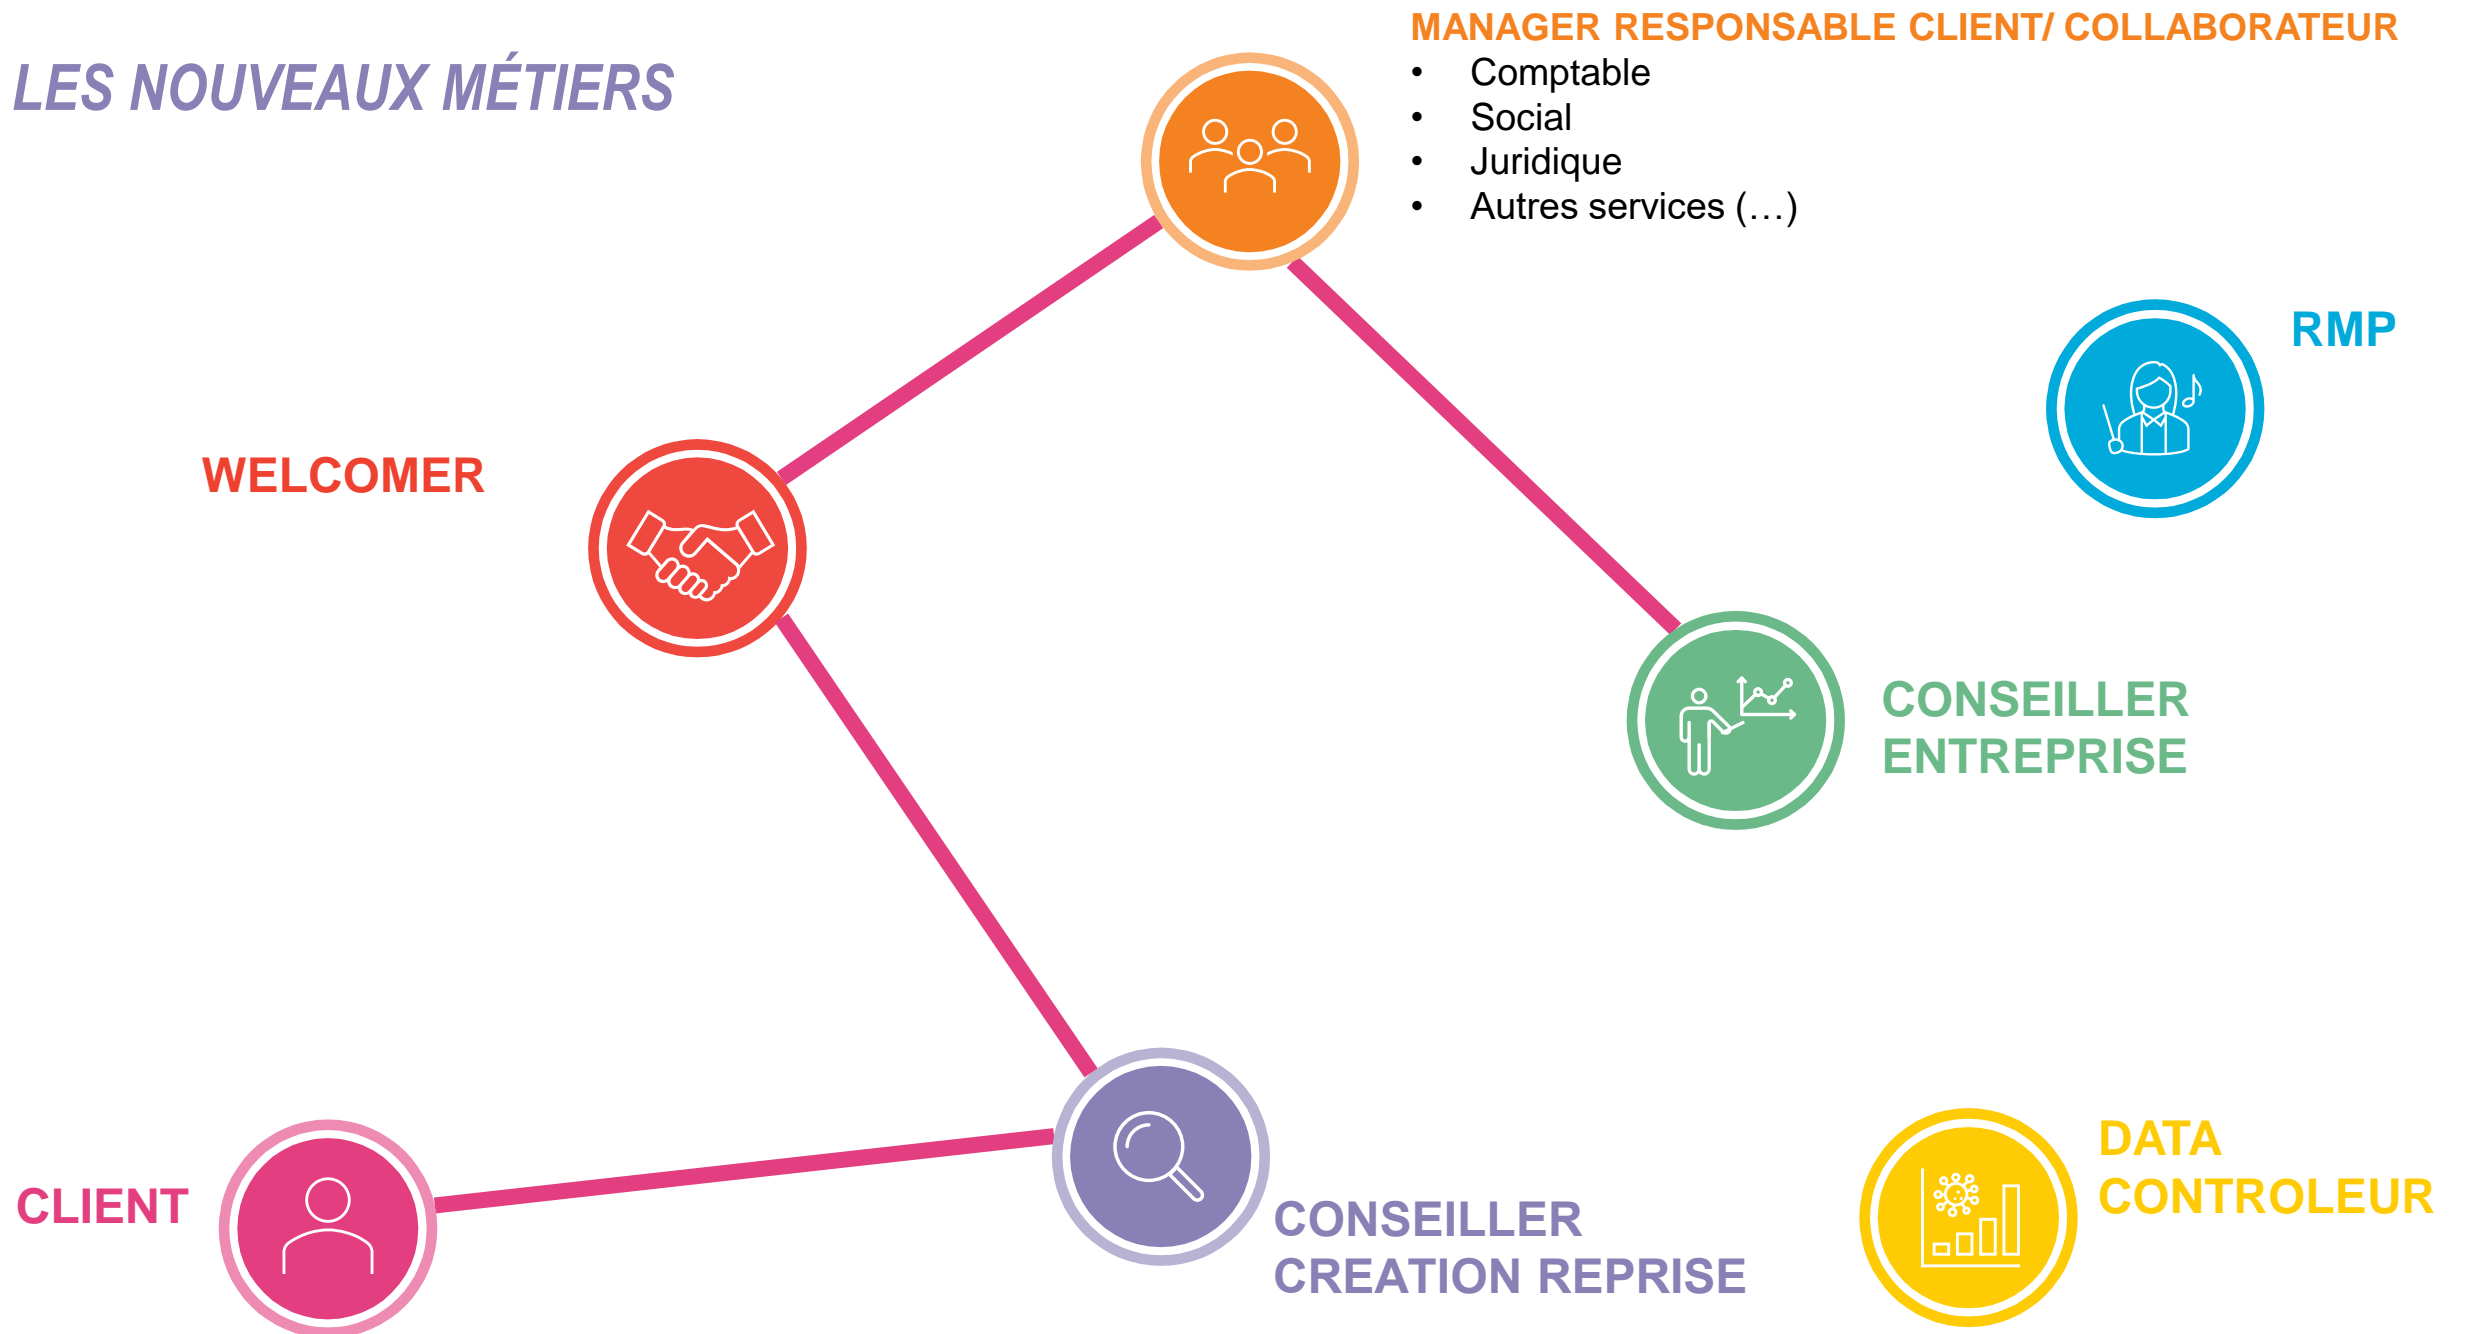 LES NOUVEAUX MÉTIERS
MANAGER RESPONSABLE CLIENT/ COLLABORATEUR
• Comptable
• Social
• Juridique
• Autres services (…)
RMP
WELCOMER
CONSEILLER
ENTREPRISE
CLIENT
CONSEILLER
CREATION REPRISE
DATA
CONTROLEUR